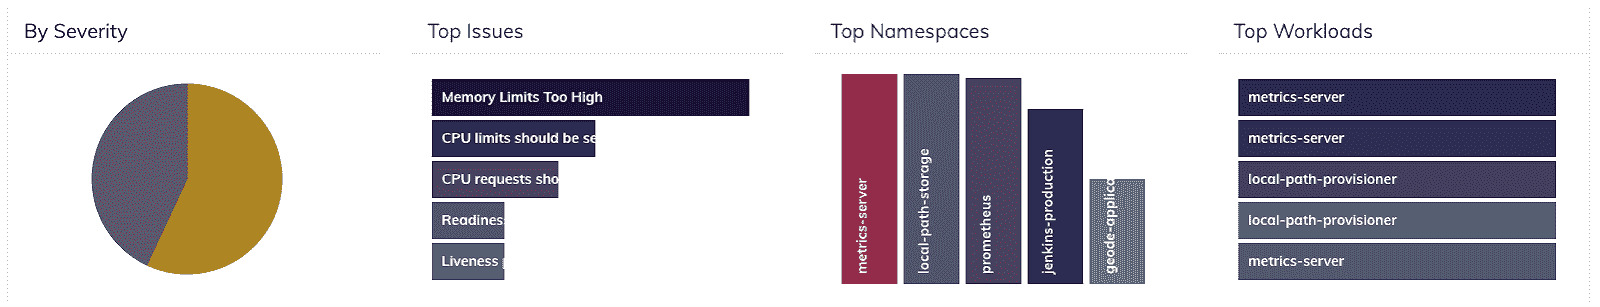 By Severity
Top Issues
Top Namespaces
Top Workloads
Memory Limits Too High
CPU limits should be se
CPU requests sho
Readines
Liveness
metrics-server
local-path-storage
prometheus
jenkins-production
geode-applica
metrics-server
metrics-server
local-path-provisioner
local-path-provisioner
metrics-server